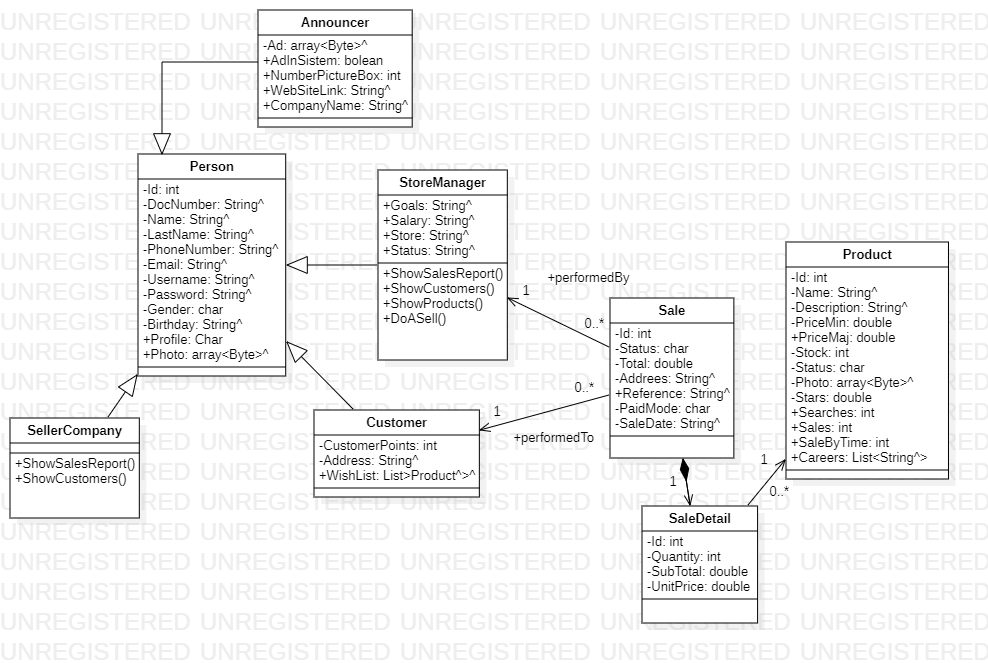 Announcer
-Ad: array<Byte>^
+AdInSistem: bolean
+NumberPictureBox: int
+WebSiteLink: String^
+CompanyName: String^
Person
-Id: int
-DocNumber: String^
-Name: String^
-LastName: String^
-PhoneNumber: String^
-Email: String^
-Username: String^
-Password: String^
-Gender: char
-Birthday: String^
+Profile: Char
+Photo: array<Byte>^
StoreManager
+Goals: String^
+Salary: String^
+Store: String^
+Status: String^
+ShowSalesReport()
+ShowCustomers()
+ShowProducts()
+DoASell()
+performedBy
1
0..*
Sale
-Id: int
-Status: char
-Total: double
-Addrees: String^
+Reference: String^
-PaidMode: char
-SaleDate: String^
Product
-Id: int
-Name: String^
-Description: String^
-PriceMin: double
+PriceMaj: double
-Stock: int
-Status: char
-Photo: array<Byte>^
-Stars: double
+Searches: int
+Sales: int
+SaleByTime: int
+Careers: List<String^>
0..*
1
+performedTo
SellerCompany
+ShowSalesReport()
+ShowCustomers()
Customer
-CustomerPoints: int
-Address: String^
+WishList: List>Product^>^
1
1
0..*
SaleDetail
-Id: int
-Quantity: int
-SubTotal: double
-UnitPrice: double
UNREGISTERED UNREGISTERED UNREGISTERED UNREGISTERED UNREGISTERED